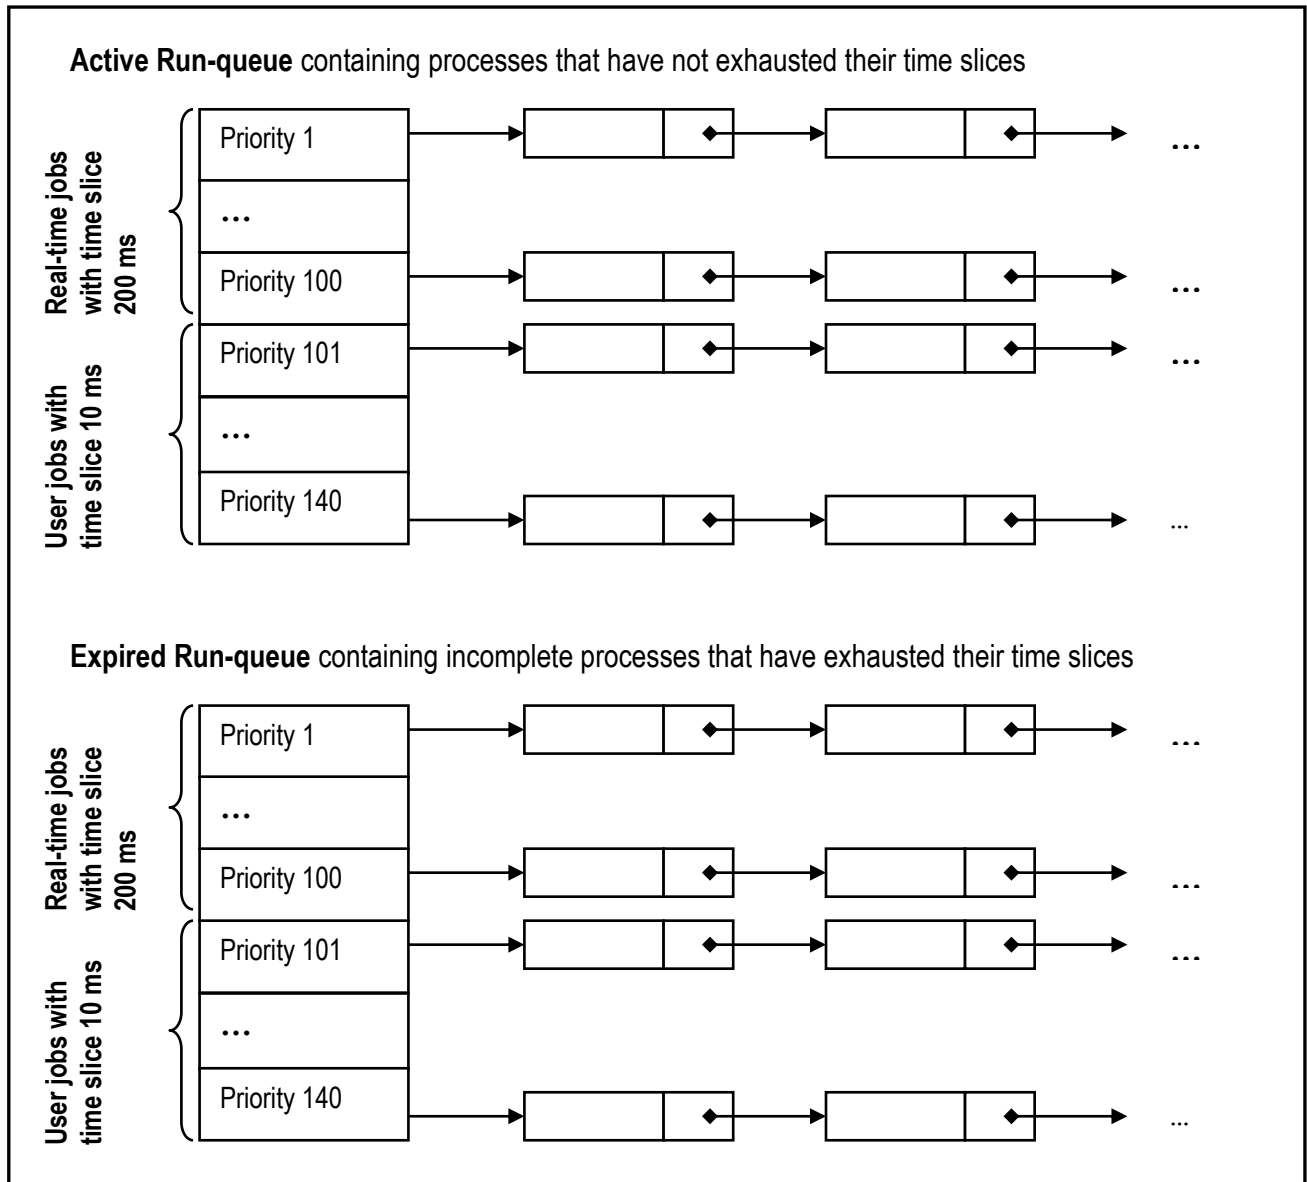 Active Run-queue containing processes that have not exhausted their time slices
Real-time jobs
with time slice
200 ms
Priority 1
...
...
Priority 100
...
User jobs with
time slice 10 ms
Priority 101
...
...
Priority 140
...
Expired Run-queue containing incomplete processes that have exhausted their time slices
Real-time jobs
with time slice
200 ms
Priority 1
...
...
Priority 100
...
User jobs with
time slice 10 ms
Priority 101
...
...
Priority 140
...